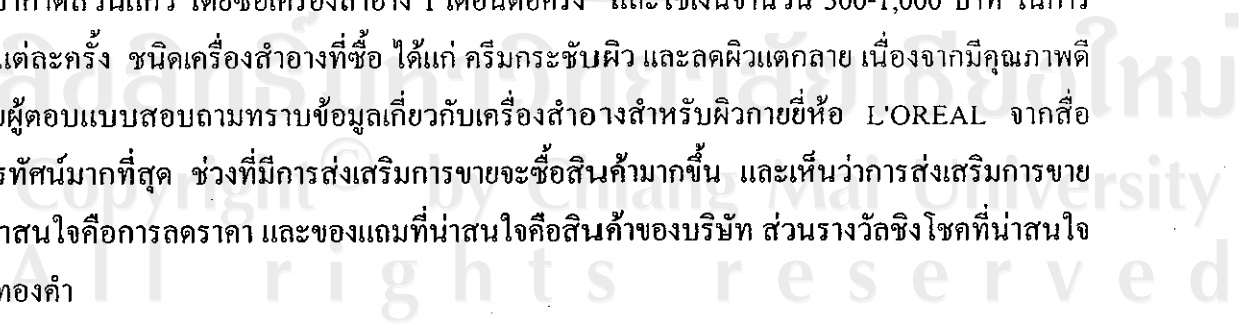 โดยซื้อเครื่องสำอาง 1 เดือนต่อครั้ง และใช้เงินจำนวน 500-1,000 บาท ในการ
แต่ละครั้ง ชนิดเครื่องสำอางที่ซื้อ ได้แก่ ครีมกระชับผิว และลดผิวแตกลาย เนื่องจากมีคุณภาพดี
ผู้ตอบแบบสอบถามทราบข้อมูลเกี่ยวกับเครื่องสำอางสำหรับผิวกายยี่ห้อ L'OREAL จากสื่อ
รทัศน์มากที่สุด ช่วงที่มีการส่งเสริมการขายจะซื้อสินค้ามากขึ้น และเห็นว่าการส่งเสริมการขาย
าสนใจคือการลดราคา และของแถมที่น่าสนใจคือสินค้าของบริษัท ส่วนรางวัลชิงโชคที่น่าสนใจ
ทองคำ
Copyright © by Chiang Mai University
All rights reserved